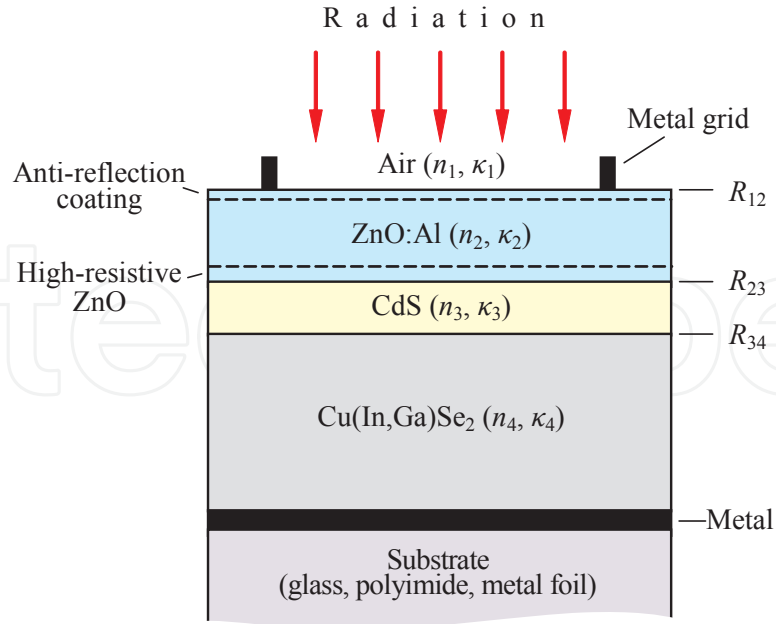 Radiation
Metal grid
Air (n₁, κ₁)
Anti-reflection
coating
R₁₂
ZnO:Al (n₂, κ₂)
High-resistive
ZnO
R₂₃
CdS (n₃, κ₃)
R₃₄
Cu(In,Ga)Se₂ (n₄, κ₄)
Metal
Substrate
(glass, polyimide, metal foil)